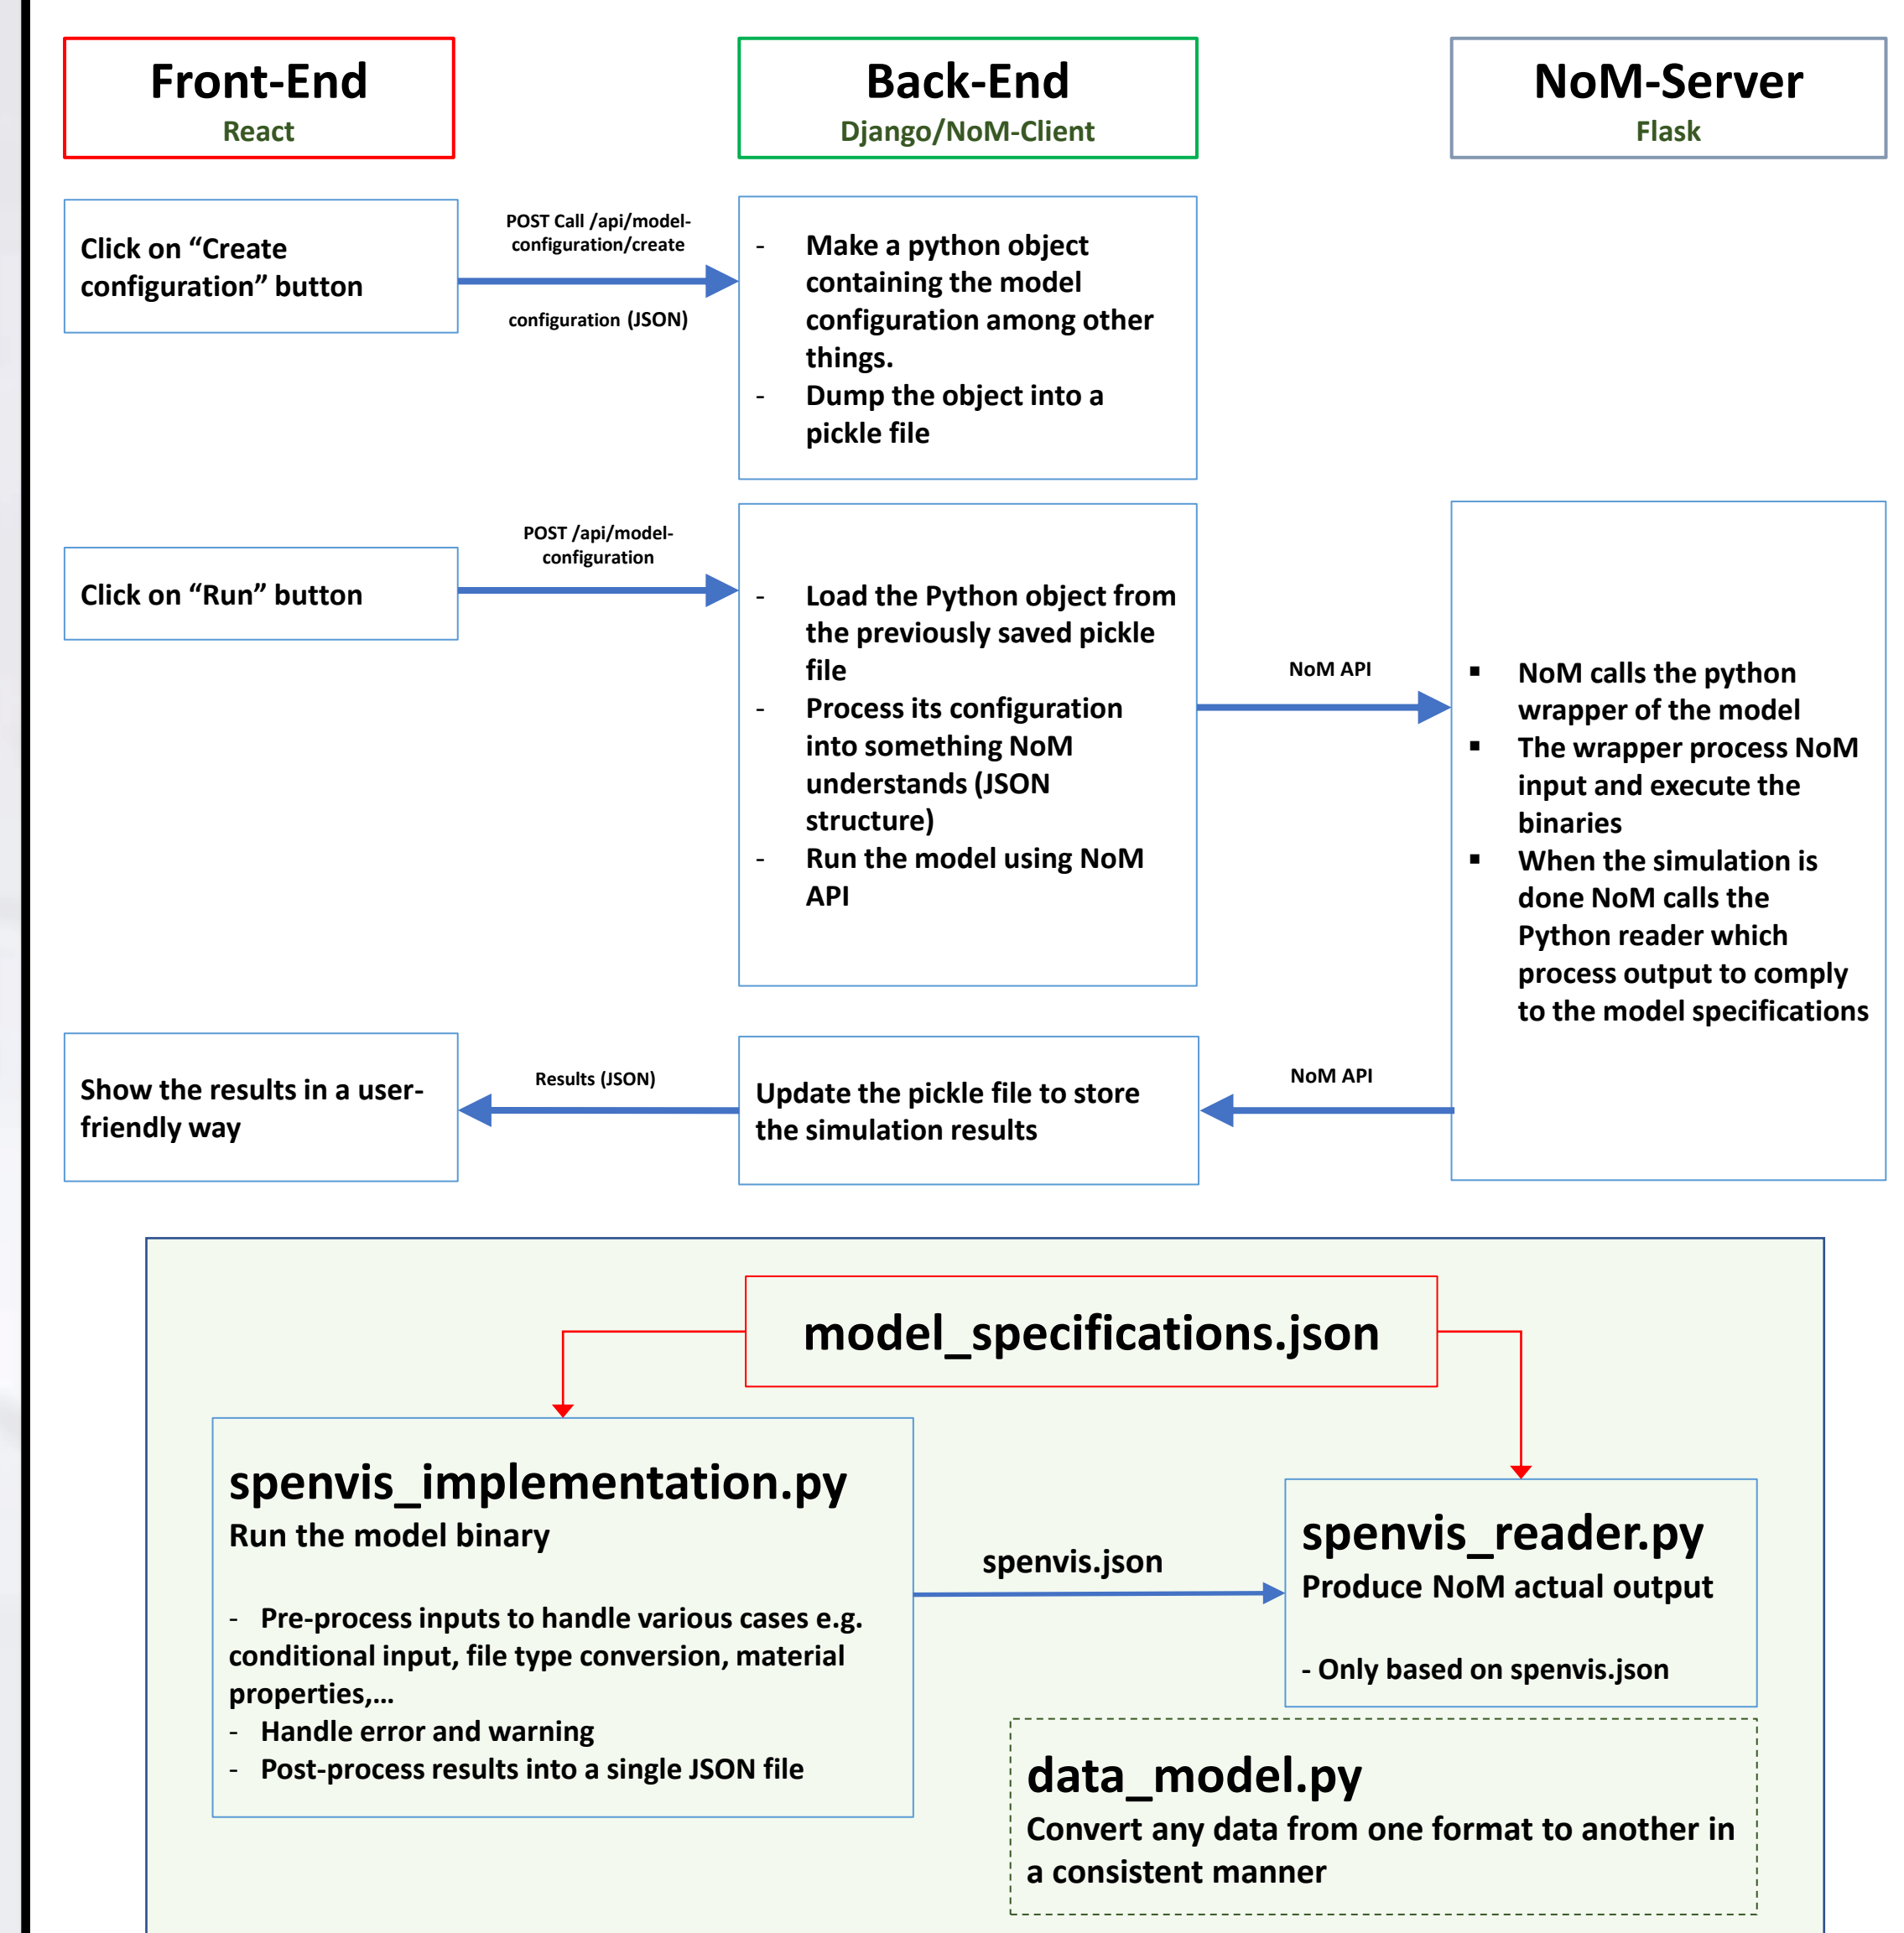 Front-End
React
Back-End
Django/NoM-Client
NoM-Server
Flask
Click on “Create
configuration” button
POST Call /api/model-
configuration/create
configuration (JSON)
- Make a python object
containing the model
configuration among other
things.
- Dump the object into a
pickle file
Click on “Run” button
POST /api/model-
configuration
- Load the Python object from
the previously saved pickle
file
- Process its configuration
into something NoM
understands (JSON
structure)
- Run the model using NoM
API
NoM API
▪ NoM calls the python
wrapper of the model
▪ The wrapper process NoM
input and execute the
binaries
▪ When the simulation is
done NoM calls the
Python reader which
process output to comply
to the model specifications
Show the results in a user-
friendly way
Results (JSON)
Update the pickle file to store
the simulation results
NoM API
model_specifications.json
spenvis_implementation.py
Run the model binary
- Pre-process inputs to handle various cases e.g.
conditional input, file type conversion, material
properties,…
- Handle error and warning
- Post-process results into a single JSON file
spenvis.json
spenvis_reader.py
Produce NoM actual output
- Only based on spenvis.json
data_model.py
Convert any data from one format to another in
a consistent manner